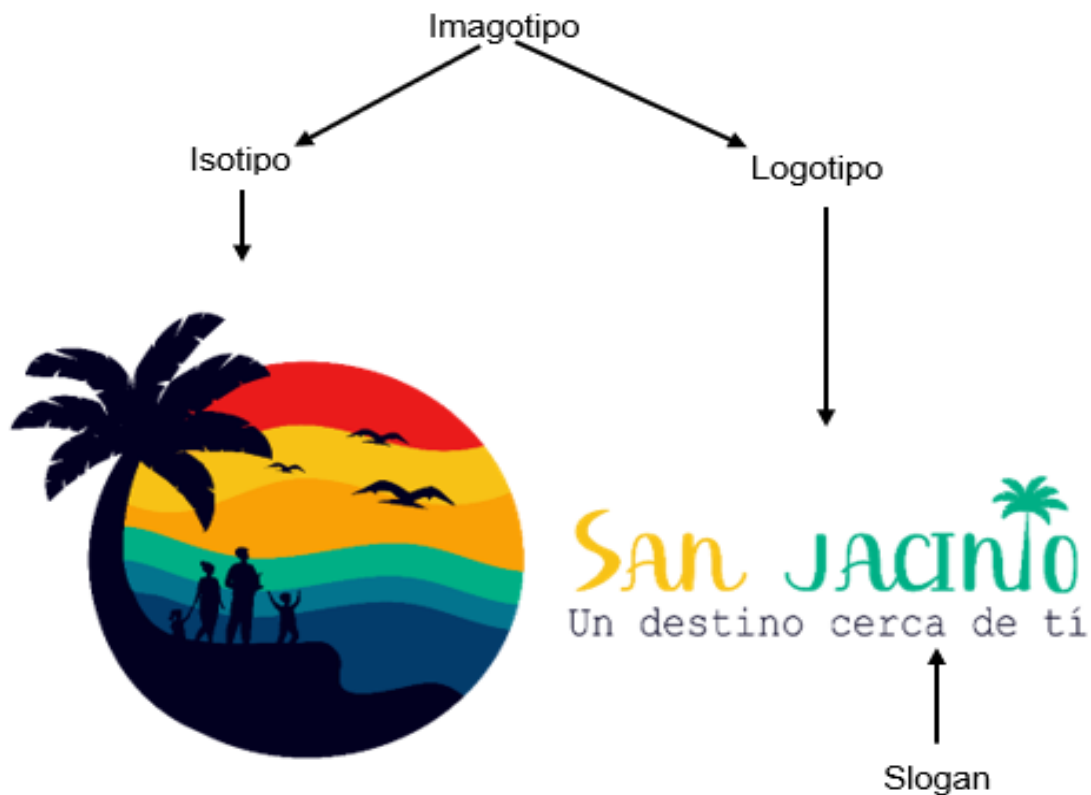 Imagotipo
Isotipo
Logotipo
SAN JACINTO
Un destino cerca de tí
Slogan